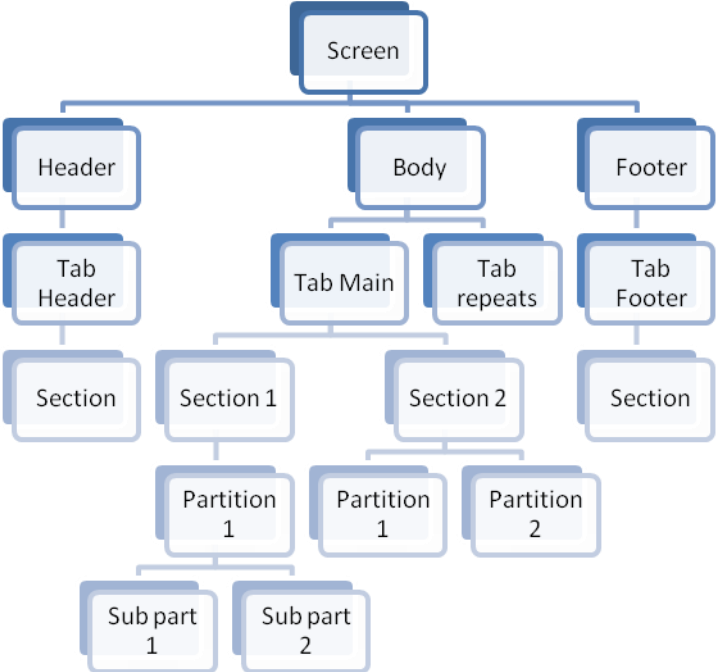 Screen
Header
Body
Footer
Tab
Header
Tab Main
Tab
repeats
Tab
Footer
Section
Section 1
Section 2
Section
Partition
1
Partition
1
Partition
2
Sub part
1
Sub part
2